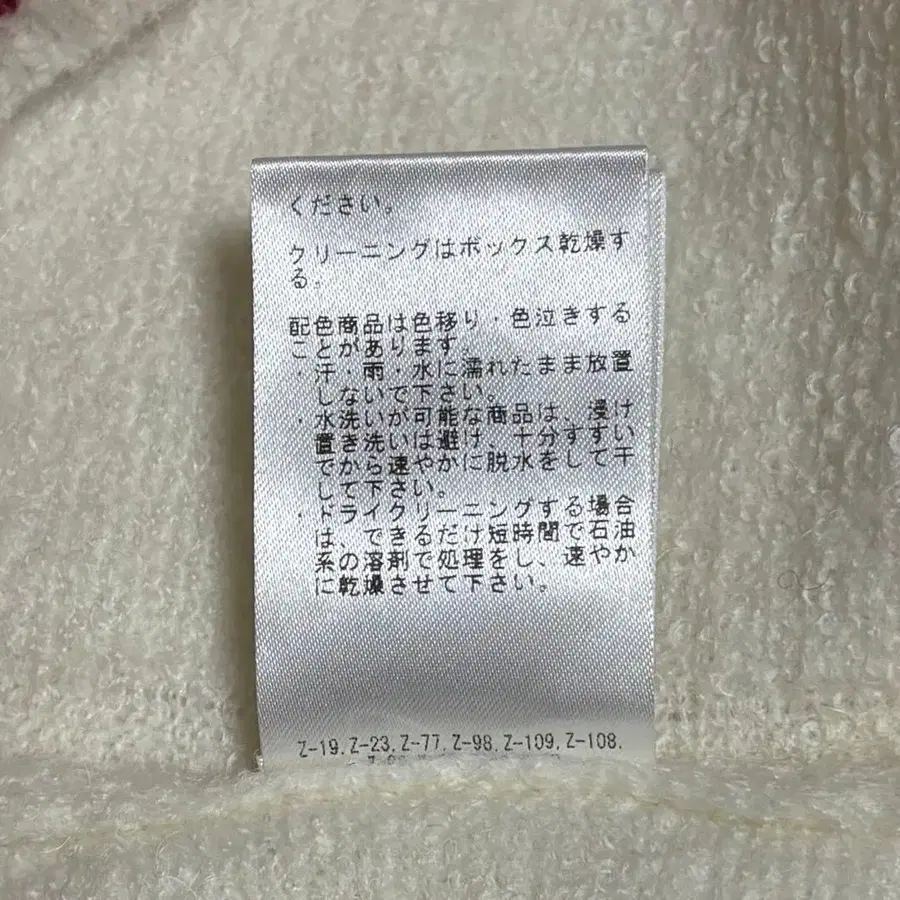 ください。
クリーニングはボックス乾燥す
る。
配色商品は色移り・色泣きする
ことがあります。
・汗・雨・水に濡れたまま放置
しないで下さい。
・水洗いが可能な商品は、浸け
置き洗いは避け、十分すすい
でから速やかに脱水をして干
して下さい。
・ドライクリーニングする場合
は、できるだけ短時間で石油
系の溶剤で処理をし、速やか
に乾燥させて下さい。
Z-19,Z-23,Z-77,Z-98,Z-109,Z-108,